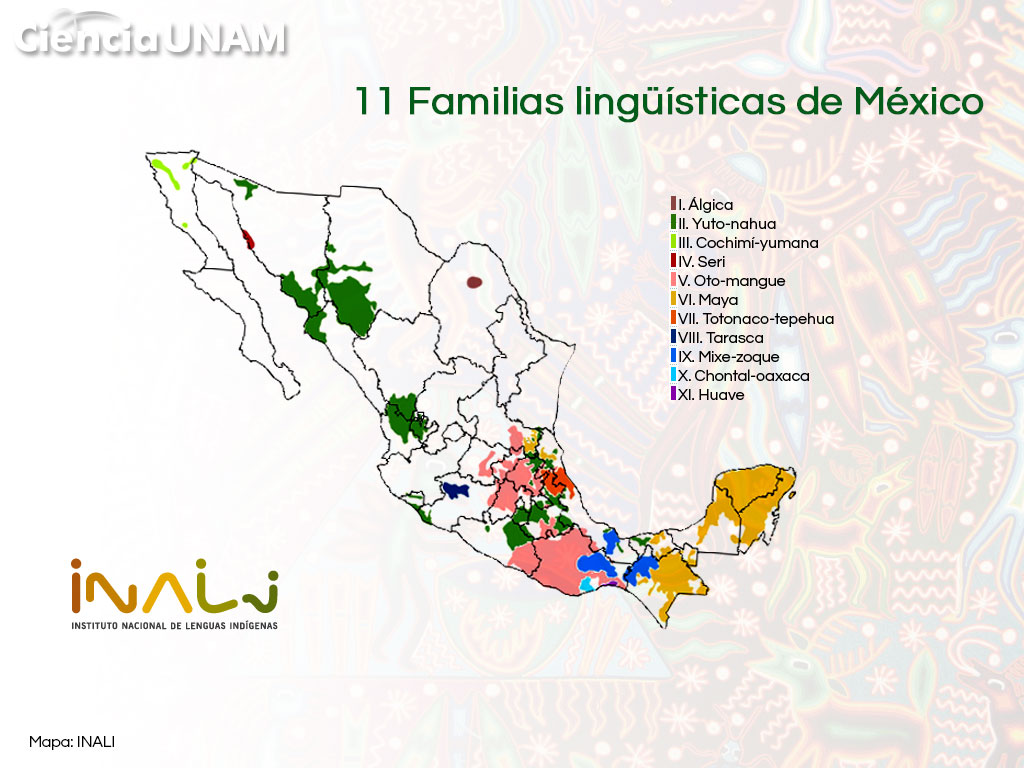 Ciencia UNAM
11 Familias lingüísticas de México
I. Álgica
II. Yuto-nahua
III. Cochimí-yumana
IV. Seri
V. Oto-mangue
VI. Maya
VII. Totonaco-tepehua
VIII. Tarasca
IX. Mixe-zoque
X. Chontal-oaxaca
XI. Huave
INALI
INSTITUTO NACIONAL DE LENGUAS INDÍGENAS
Mapa: INALI